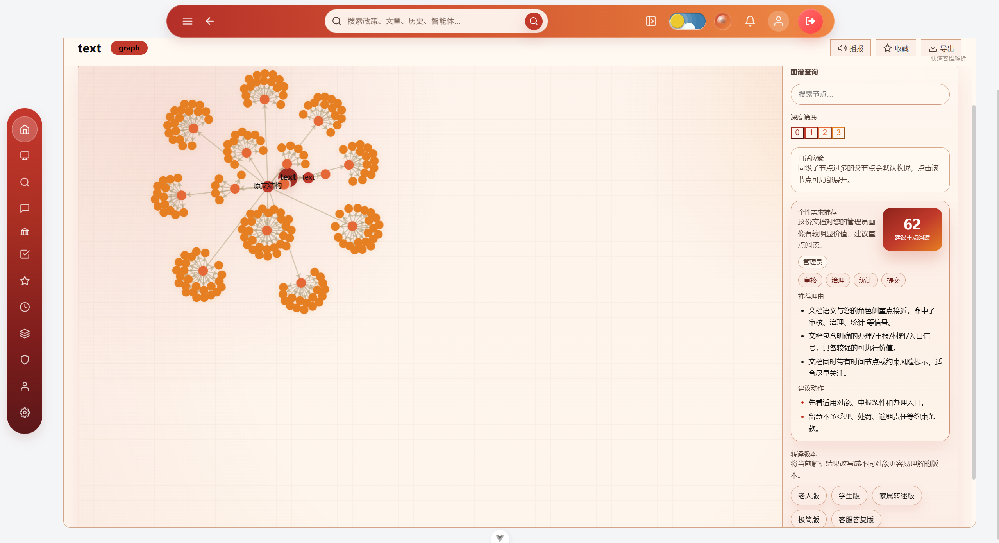 搜索政策、文章、历史、智能体...
text
graph
播报
收藏
导出
快速容错解析
text
text
原文结构
图谱查询
搜索节点...
深度筛选
0 1 2 3
自适应簇
同级子节点过多的父节点会默认收拢，点击该
节点可局部展开。
个性需求推荐
这份文档对您的管理员画
像有较明显价值，建议重
点阅读。
62
建议重点阅读
管理员
审核 治理 统计 提交
推荐理由
文档语义与您的角色侧重点接近，命中了
审核、治理、统计 等信号。
文档包含明确的办理/申报/材料/入口信
号，具备较强的可执行价值。
文档同时带有时间节点或约束风险提示，适
合尽早关注。
建议动作
先看适用对象、申报条件和办理入口。
留意不予受理、处罚、逾期责任等约束条
款。
转译版本
将当前解析结果改写成不同对象更容易理解的版
本。
老人版 学生版 家属转述版
极简版 客服答复版